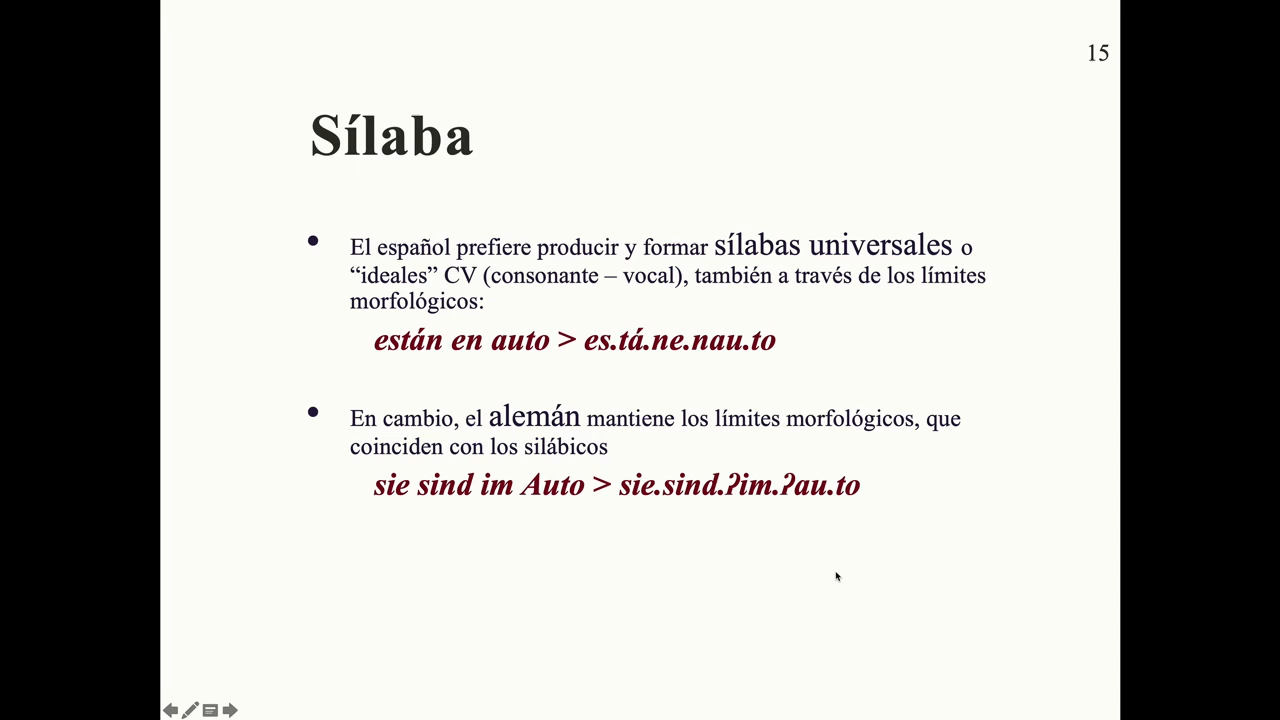 15
Sílaba
• El español prefiere producir y formar sílabas universales o
“ideales” CV (consonante – vocal), también a través de los límites
morfológicos:
están en auto > es.tá.ne.nau.to
• En cambio, el alemán mantiene los límites morfológicos, que
coinciden con los silábicos
sie sind im Auto > sie.sind.ʔim.ʔau.to